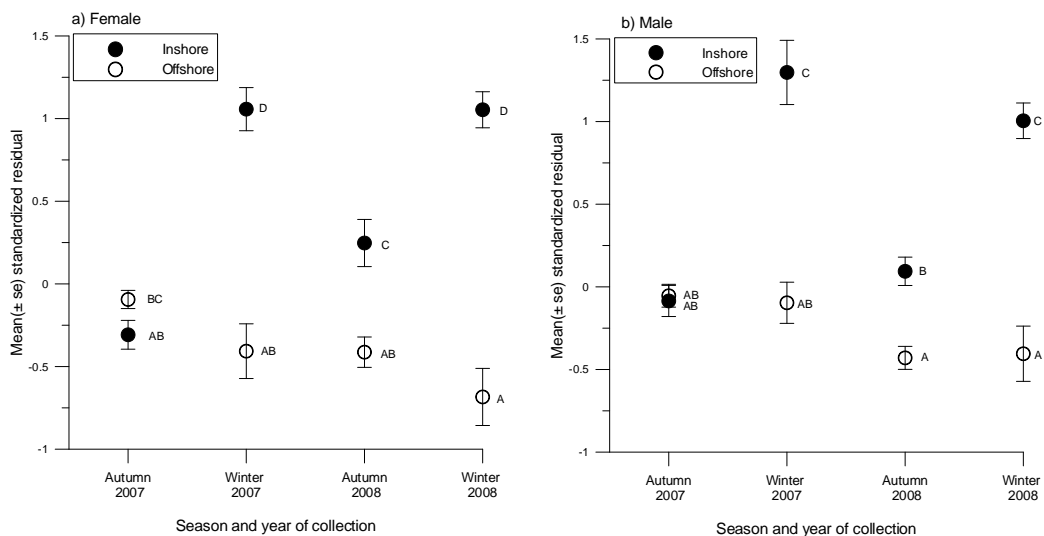 a) Female
Inshore
Offshore
Mean(± se) standardized residual
1.5
1
0.5
0
-0.5
-1
D
D
C
BC
AB
AB
AB
A
Autumn
2007
Winter
2007
Autumn
2008
Winter
2008
Season and year of collection
b) Male
Inshore
Offshore
Mean(± se) standardized residual
1.5
1
0.5
0
-0.5
-1
C
C
B
AB
AB
AB
A
A
Autumn
2007
Winter
2007
Autumn
2008
Winter
2008
Season and year of collection